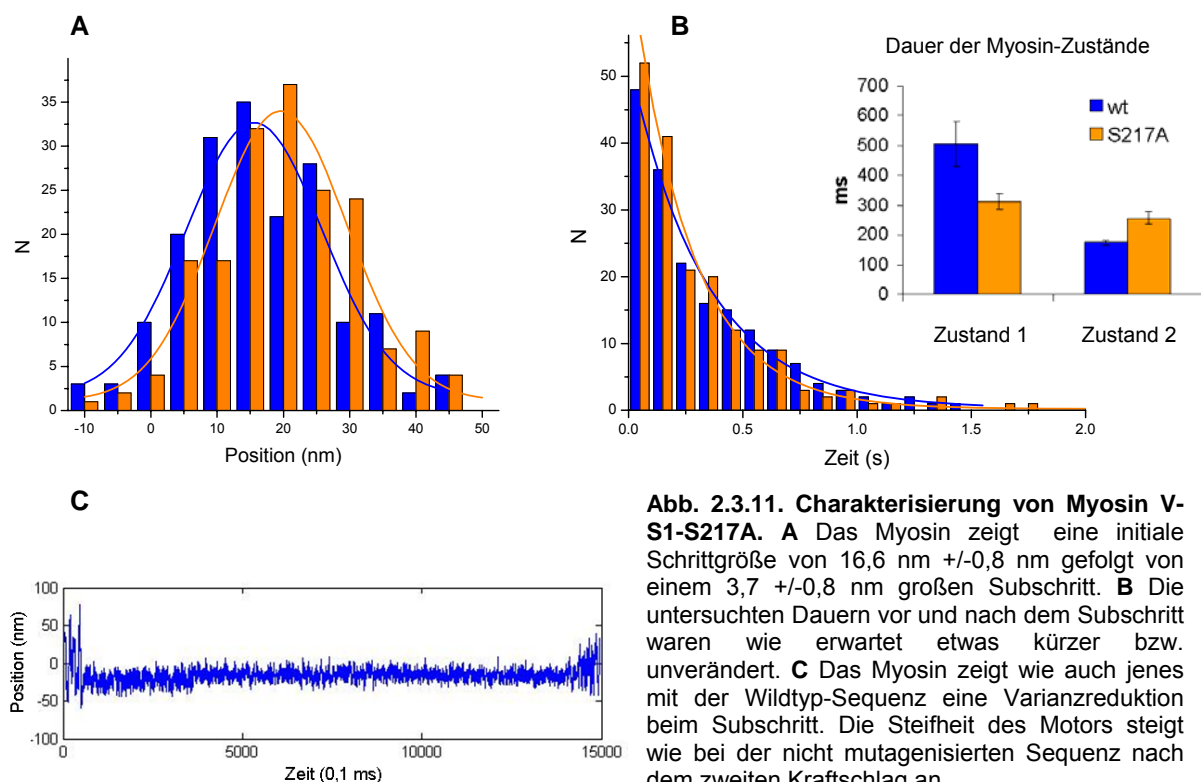 A
B
Dauer der Myosin-Zustände
N
35
30
25
20
15
10
5
0
-10
0
10
20
30
40
50
Position (nm)
N
50
40
30
20
10
0
0.0
0.5
1.0
1.5
2.0
Zeit (s)
ms
700
600
500
400
300
200
100
0
wt
S217A
Zustand 1
Zustand 2
C
Position (nm)
100
50
0
-50
-100
0
5000
10000
15000
Zeit (0,1 ms)
Abb. 2.3.11. Charakterisierung von Myosin V-
S1-S217A. A Das Myosin zeigt eine initiale
Schrittgröße von 16,6 nm +/-0,8 nm gefolgt von
einem 3,7 +/-0,8 nm großen Subschritt. B Die
untersuchten Dauern vor und nach dem Subschritt
waren wie erwartet etwas kürzer bzw.
unverändert. C Das Myosin zeigt wie auch jenes
mit der Wildtyp-Sequenz eine Varianzreduktion
beim Subschritt. Die Steifheit des Motors steigt
wie bei der nicht mutagenisierten Sequenz nach
dem zweiten Kraftschlag an